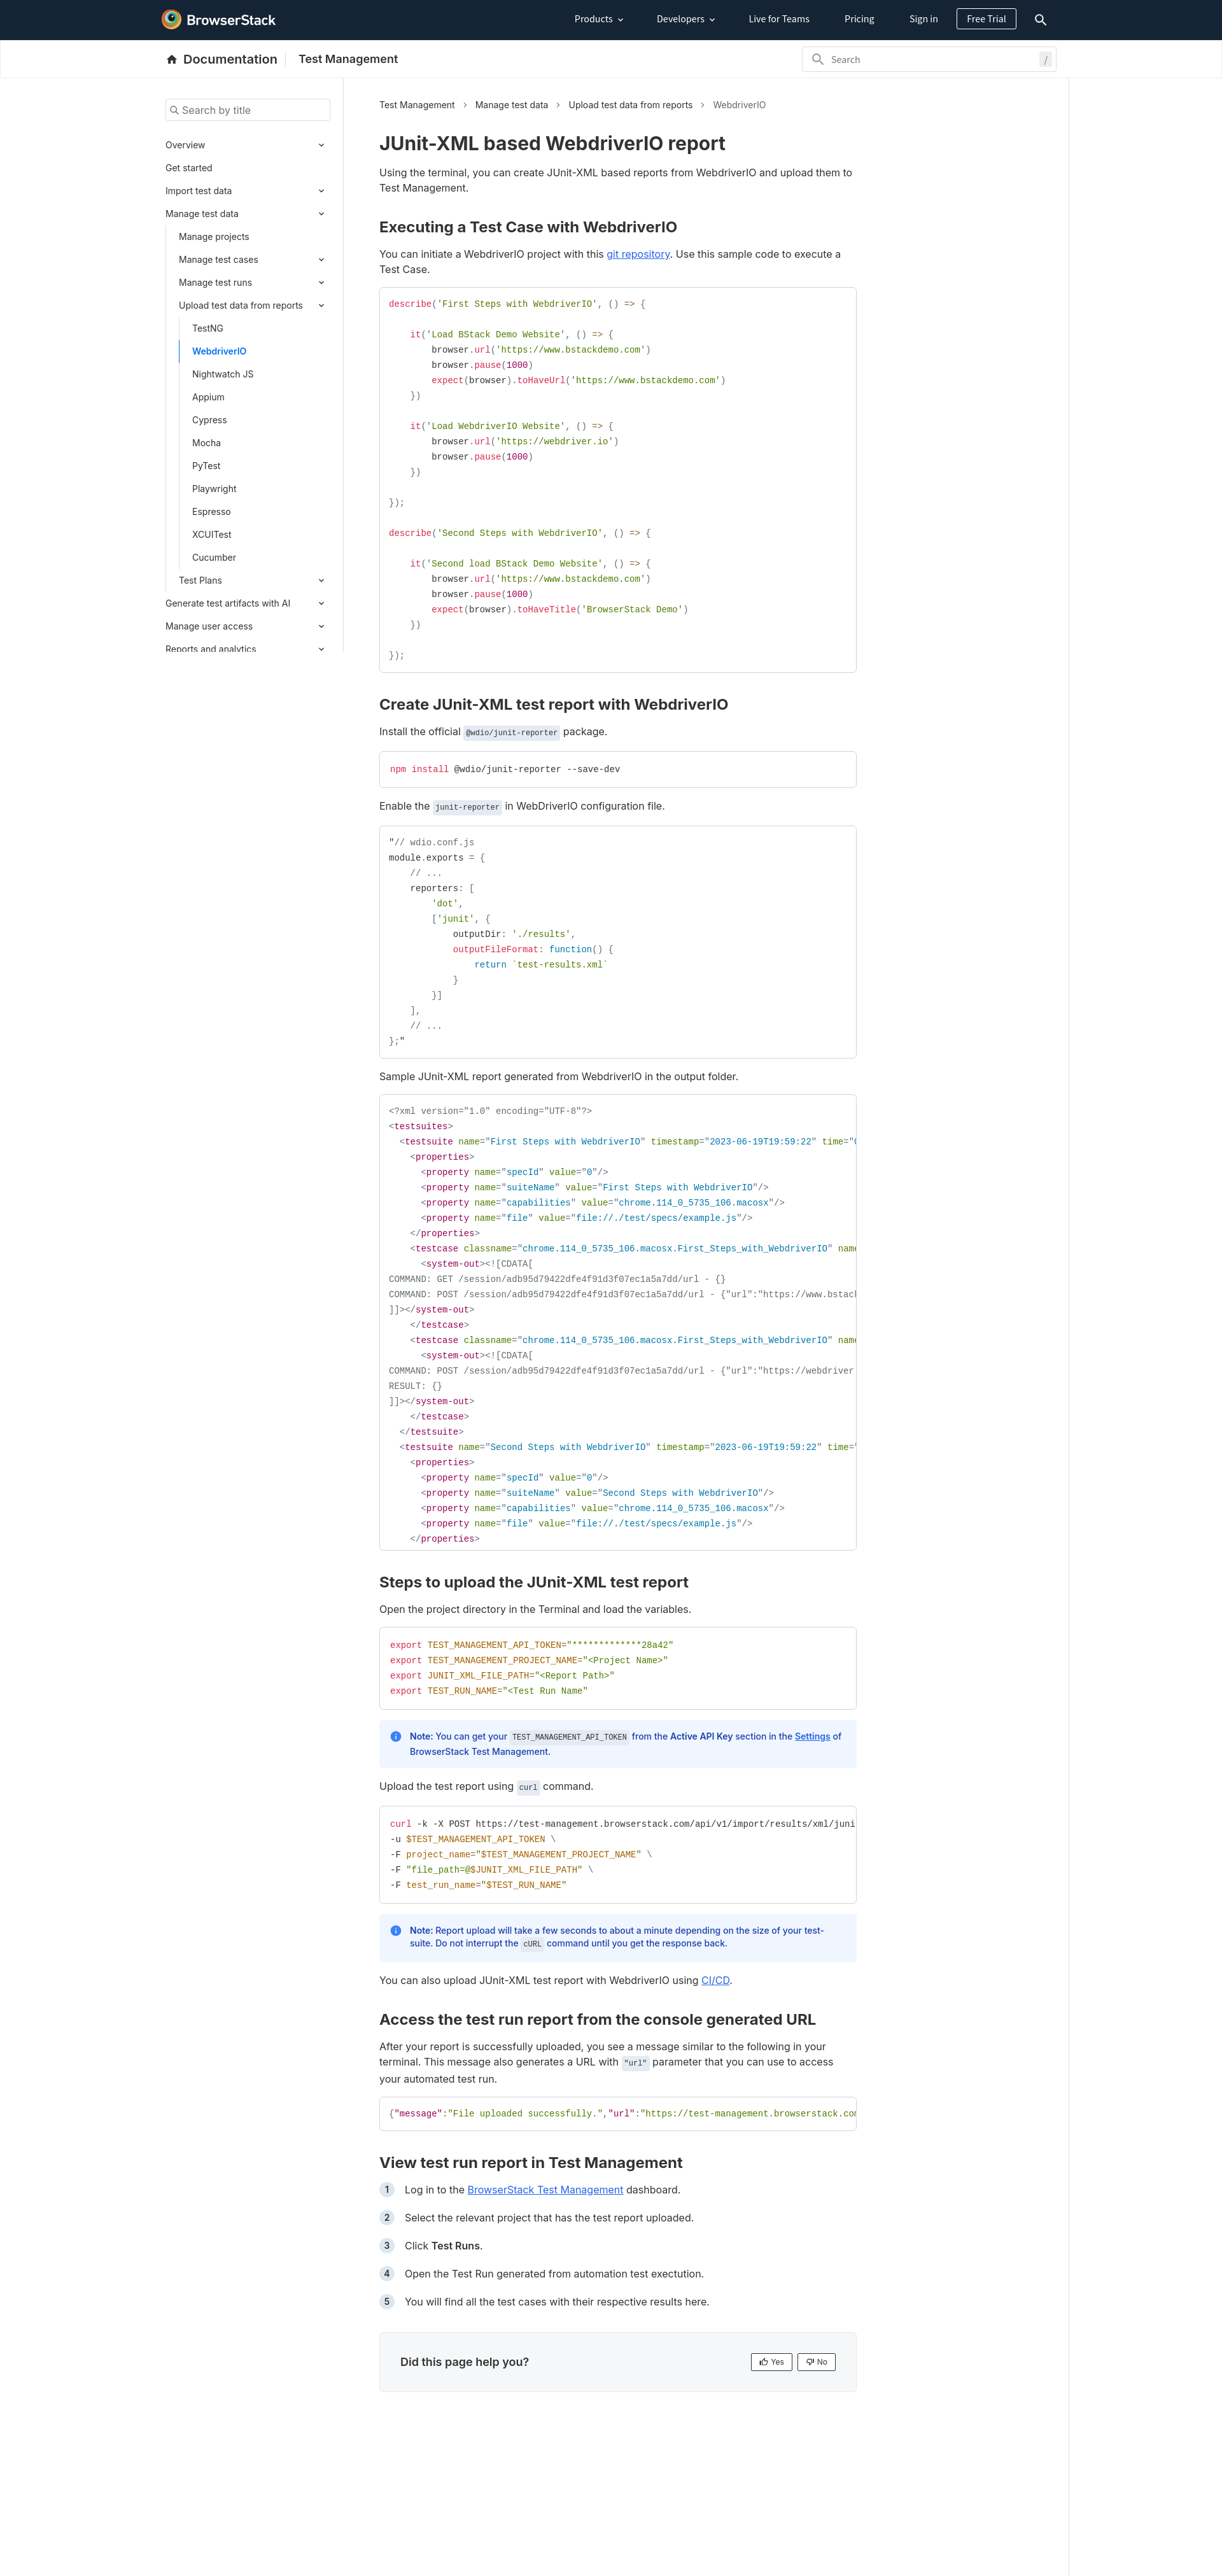 BrowserStack
Products
Developers
Live for Teams
Pricing
Sign in
Free Trial
Documentation
Test Management
Search
/
Search by title
Overview
Get started
Import test data
Manage test data
Manage projects
Manage test cases
Manage test runs
Upload test data from reports
TestNG
WebdriverIO
Nightwatch JS
Appium
Cypress
Mocha
PyTest
Playwright
Espresso
XCUITest
Cucumber
Test Plans
Generate test artifacts with AI
Manage user access
Reports and analytics
Test Management > Manage test data > Upload test data from reports > WebdriverIO
JUnit-XML based WebdriverIO report
Using the terminal, you can create JUnit-XML based reports from WebdriverIO and upload them to
Test Management.
Executing a Test Case with WebdriverIO
You can initiate a WebdriverIO project with this git repository. Use this sample code to execute a
Test Case.
describe('First Steps with WebdriverIO', () => {
    it('Load BStack Demo Website', () => {
        browser.url('https://www.bstackdemo.com')
        browser.pause(1000)
        expect(browser).toHaveUrl('https://www.bstackdemo.com')
    })
    it('Load WebdriverIO Website', () => {
        browser.url('https://webdriver.io')
        browser.pause(1000)
    })
});
describe('Second Steps with WebdriverIO', () => {
    it('Second load BStack Demo Website', () => {
        browser.url('https://www.bstackdemo.com')
        browser.pause(1000)
        expect(browser).toHaveTitle('BrowserStack Demo')
    })
});
Create JUnit-XML test report with WebdriverIO
Install the official @wdio/junit-reporter package.
npm install @wdio/junit-reporter --save-dev
Enable the junit-reporter in WebDriverIO configuration file.
"// wdio.conf.js
module.exports = {
    // ...
    reporters: [
        'dot',
        ['junit', {
            outputDir: './results',
            outputFileFormat: function() {
                return `test-results.xml`
            }
        }]
    ],
    // ...
};"
Sample JUnit-XML report generated from WebdriverIO in the output folder.
<?xml version="1.0" encoding="UTF-8"?>
<testsuites>
  <testsuite name="First Steps with WebdriverIO" timestamp="2023-06-19T19:59:22" time="0
    <properties>
      <property name="specId" value="0"/>
      <property name="suiteName" value="First Steps with WebdriverIO"/>
      <property name="capabilities" value="chrome.114_0_5735_106.macosx"/>
      <property name="file" value="file://./test/specs/example.js"/>
    </properties>
    <testcase classname="chrome.114_0_5735_106.macosx.First_Steps_with_WebdriverIO" name
      <system-out><![CDATA[
COMMAND: GET /session/adb95d79422dfe4f91d3f07ec1a5a7dd/url - {}
COMMAND: POST /session/adb95d79422dfe4f91d3f07ec1a5a7dd/url - {"url":"https://www.bstack
]]></system-out>
    </testcase>
    <testcase classname="chrome.114_0_5735_106.macosx.First_Steps_with_WebdriverIO" name
      <system-out><![CDATA[
COMMAND: POST /session/adb95d79422dfe4f91d3f07ec1a5a7dd/url - {"url":"https://webdriver
RESULT: {}
]]></system-out>
    </testcase>
  </testsuite>
  <testsuite name="Second Steps with WebdriverIO" timestamp="2023-06-19T19:59:22" time="
    <properties>
      <property name="specId" value="0"/>
      <property name="suiteName" value="Second Steps with WebdriverIO"/>
      <property name="capabilities" value="chrome.114_0_5735_106.macosx"/>
      <property name="file" value="file://./test/specs/example.js"/>
    </properties>
Steps to upload the JUnit-XML test report
Open the project directory in the Terminal and load the variables.
export TEST_MANAGEMENT_API_TOKEN="*************28a42"
export TEST_MANAGEMENT_PROJECT_NAME="<Project Name>"
export JUNIT_XML_FILE_PATH="<Report Path>"
export TEST_RUN_NAME="<Test Run Name"
Note: You can get your TEST_MANAGEMENT_API_TOKEN from the Active API Key section in the Settings of
BrowserStack Test Management.
Upload the test report using curl command.
curl -k -X POST https://test-management.browserstack.com/api/v1/import/results/xml/juni
-u $TEST_MANAGEMENT_API_TOKEN \
-F project_name="$TEST_MANAGEMENT_PROJECT_NAME" \
-F "file_path=@$JUNIT_XML_FILE_PATH" \
-F test_run_name="$TEST_RUN_NAME"
Note: Report upload will take a few seconds to about a minute depending on the size of your test-
suite. Do not interrupt the cURL command until you get the response back.
You can also upload JUnit-XML test report with WebdriverIO using CI/CD.
Access the test run report from the console generated URL
After your report is successfully uploaded, you see a message similar to the following in your
terminal. This message also generates a URL with "url" parameter that you can use to access
your automated test run.
{"message":"File uploaded successfully.","url":"https://test-management.browserstack.com
View test run report in Test Management
1 Log in to the BrowserStack Test Management dashboard.
2 Select the relevant project that has the test report uploaded.
3 Click Test Runs.
4 Open the Test Run generated from automation test exectution.
5 You will find all the test cases with their respective results here.
Did this page help you?
Yes
No